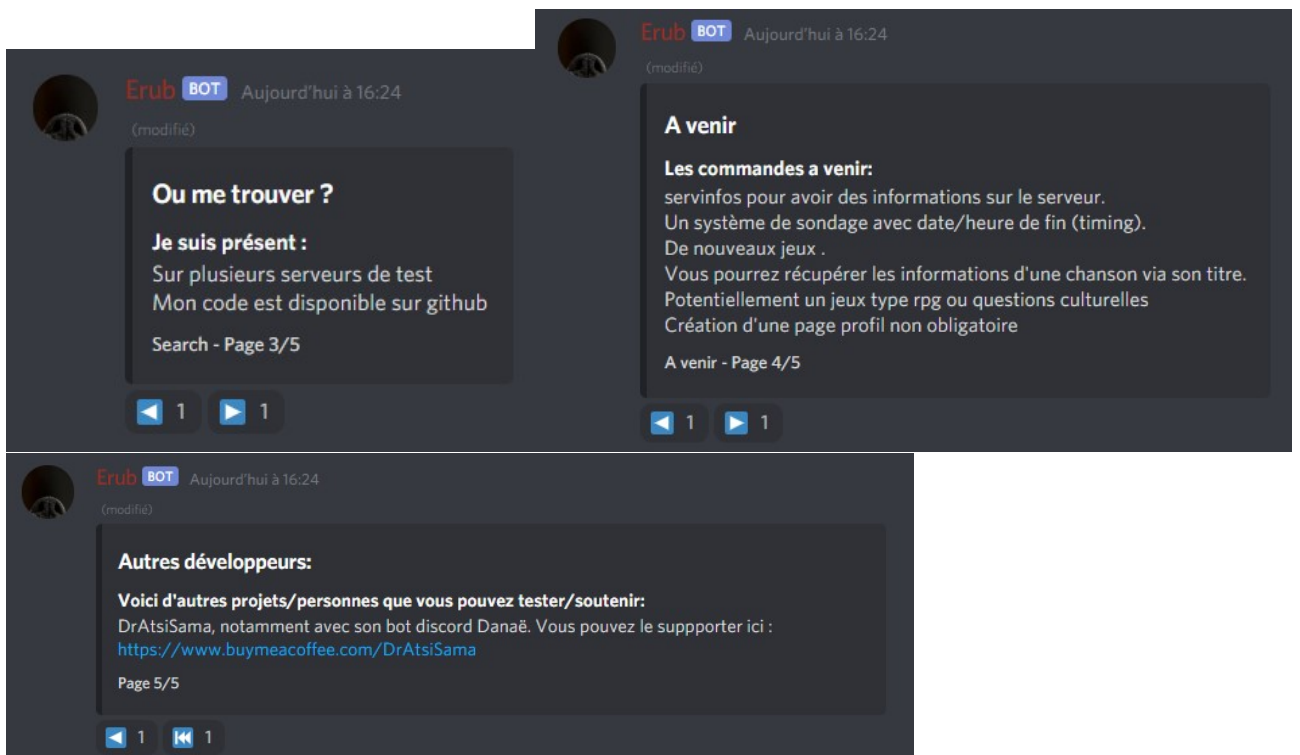 Erub BOT Aujourd'hui à 16:24
(modifié)
Ou me trouver ?
Je suis présent :
Sur plusieurs serveurs de test
Mon code est disponible sur github
Search - Page 3/5
1 1
Erub BOT Aujourd'hui à 16:24
(modifié)
A venir
Les commandes a venir:
servinfos pour avoir des informations sur le serveur.
Un système de sondage avec date/heure de fin (timing).
De nouveaux jeux .
Vous pourrez récupérer les informations d'une chanson via son titre.
Potentiellement un jeux type rpg ou questions culturelles
Création d'une page profil non obligatoire
A venir - Page 4/5
1 1
Erub BOT Aujourd'hui à 16:24
(modifié)
Autres développeurs:
Voici d'autres projets/personnes que vous pouvez tester/soutenir:
DrAtsiSama, notamment avec son bot discord Danaë. Vous pouvez le suppporter ici :
https://www.buymeacoffee.com/DrAtsiSama
Page 5/5
1 1